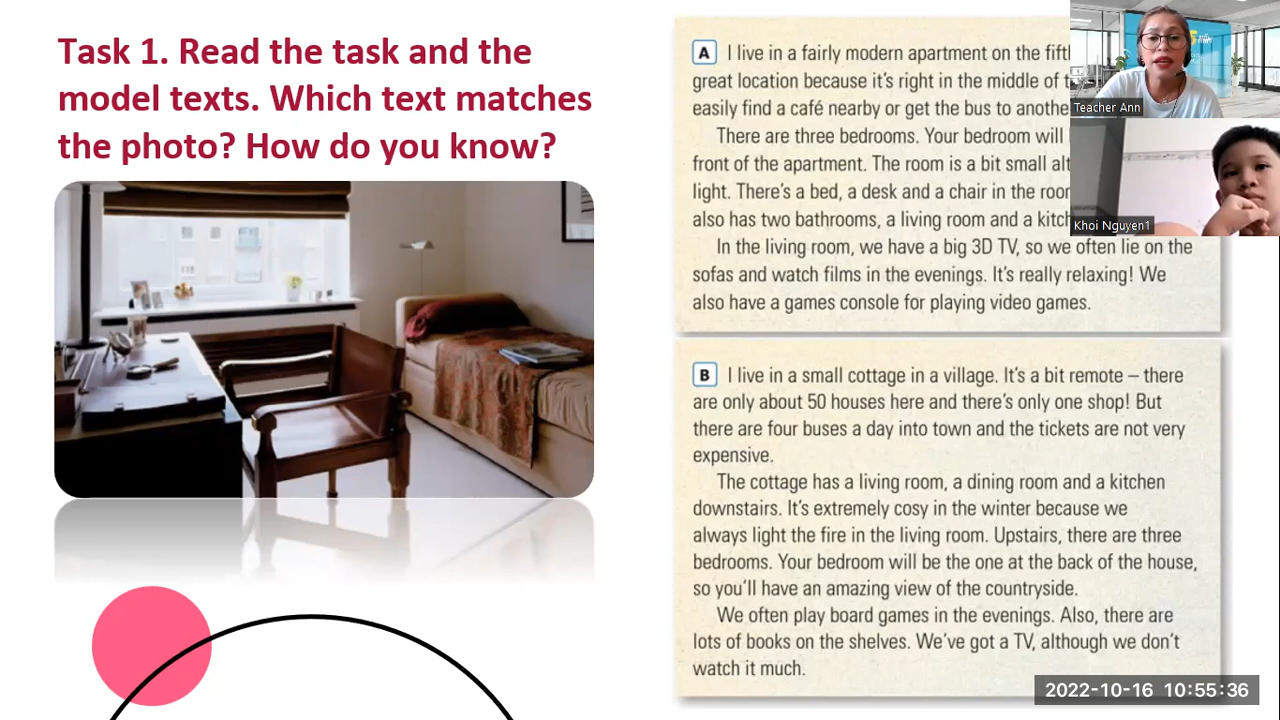 Task 1. Read the task and the
model texts. Which text matches
the photo? How do you know?
A I live in a fairly modern apartment on the
great location because it's right in the middle of
easily find a café nearby or get the bus to
There are three bedrooms. Your bedroom will
front of the apartment. The room is a bit small
light. There's a bed, a desk and a chair in the
also has two bathrooms, a living room and a
In the living room, we have a big 3D TV, so we often lie on the
sofas and watch films in the evenings. It's really relaxing! We
also have a games console for playing video games.
B I live in a small cottage in a village. It's a bit remote – there
are only about 50 houses here and there's only one shop! But
there are four buses a day into town and the tickets are not very
expensive.
The cottage has a living room, a dining room and a kitchen
downstairs. It's extremely cosy in the winter because we
always light the fire in the living room. Upstairs, there are three
bedrooms. Your bedroom will be the one at the back of the house,
so you'll have an amazing view of the countryside.
We often play board games in the evenings. Also, there are
lots of books on the shelves. We've got a TV, although we don't
watch it much.
Teacher Ann
Khoi Nguyen1
2022-10-16 10:55:36